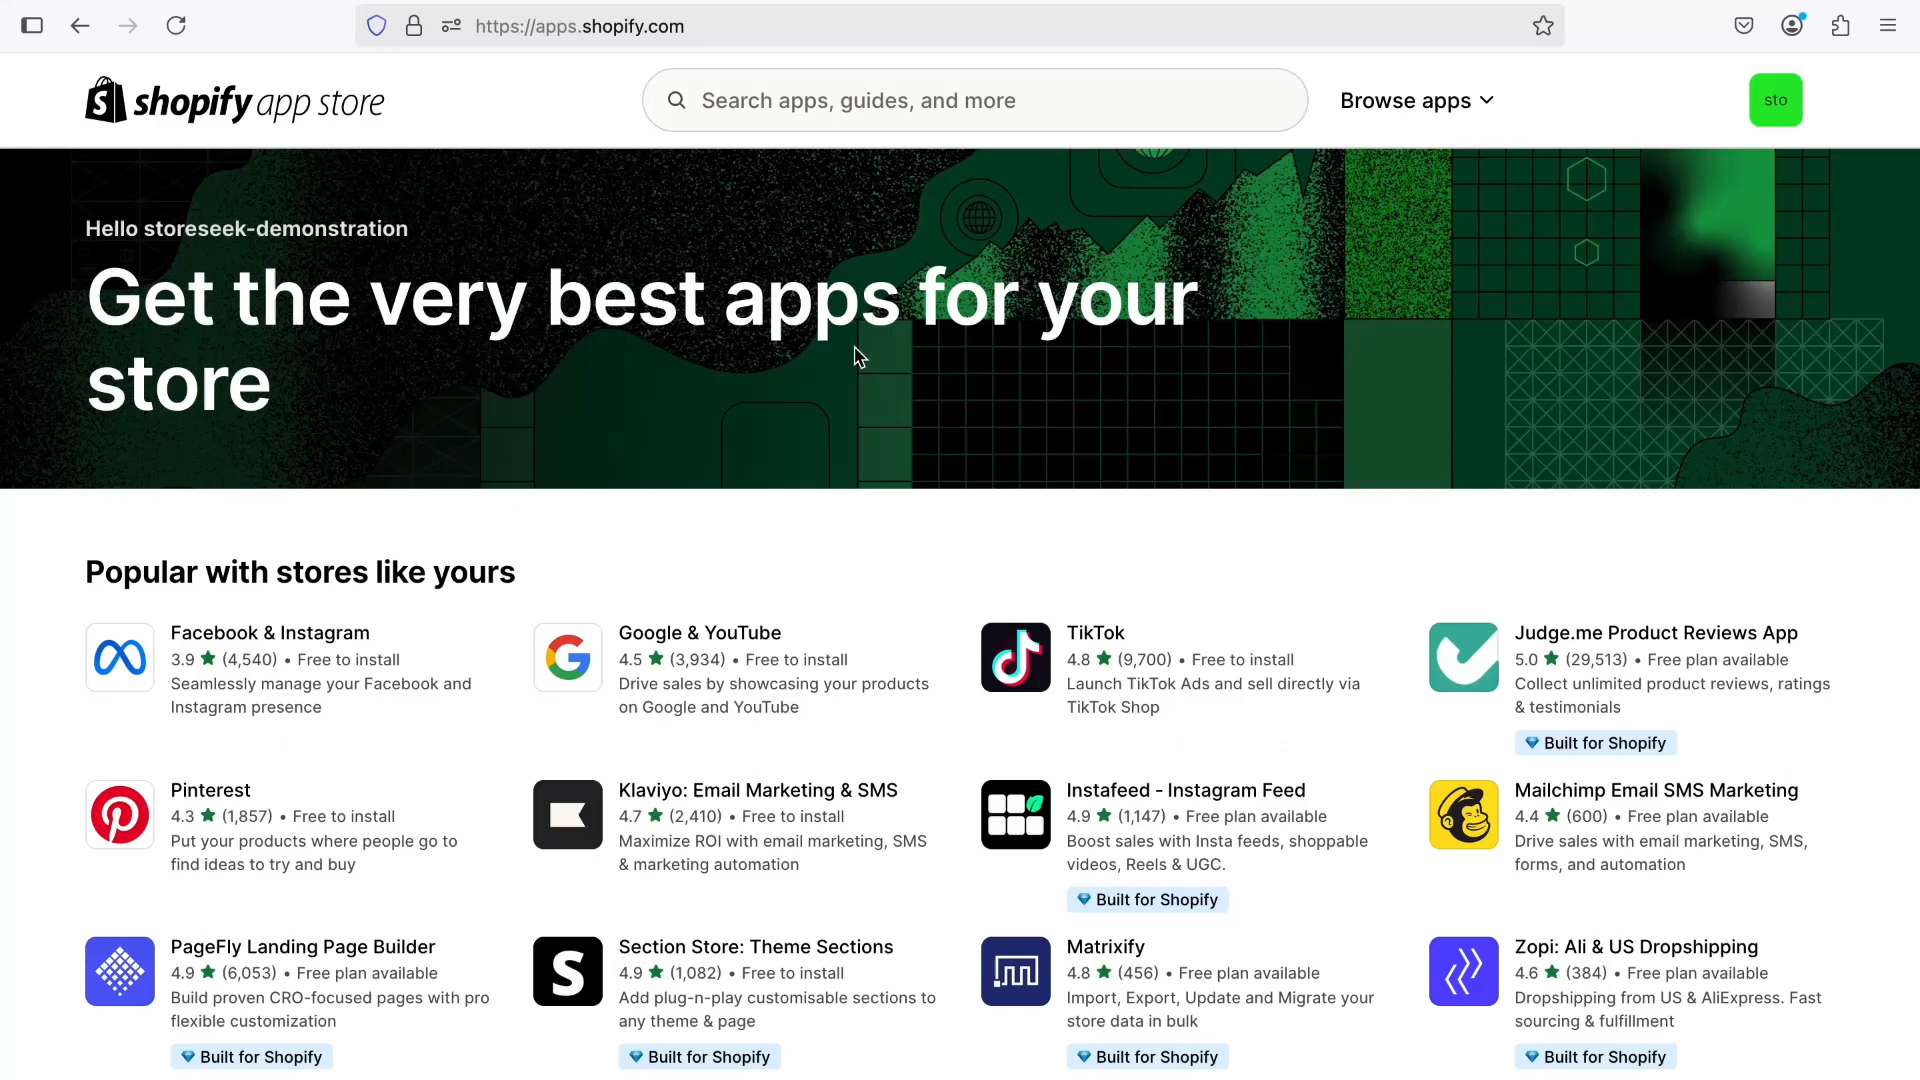 https://apps.shopify.com
shopify app store
Search apps, guides, and more
Browse apps
sto
Hello storeseek-demonstration
Get the very best apps for your
store
Popular with stores like yours
Facebook & Instagram
3.9 ★ (4,540) • Free to install
Seamlessly manage your Facebook and
Instagram presence
Google & YouTube
4.5 ★ (3,934) • Free to install
Drive sales by showcasing your products
on Google and YouTube
TikTok
4.8 ★ (9,700) • Free to install
Launch TikTok Ads and sell directly via
TikTok Shop
Judge.me Product Reviews App
5.0 ★ (29,513) • Free plan available
Collect unlimited product reviews, ratings
& testimonials
Built for Shopify
Pinterest
4.3 ★ (1,857) • Free to install
Put your products where people go to
find ideas to try and buy
Klaviyo: Email Marketing & SMS
4.7 ★ (2,410) • Free to install
Maximize ROI with email marketing, SMS
& marketing automation
Instafeed - Instagram Feed
4.9 ★ (1,147) • Free plan available
Boost sales with Insta feeds, shoppable
videos, Reels & UGC.
Built for Shopify
Mailchimp Email SMS Marketing
4.4 ★ (600) • Free plan available
Drive sales with email marketing, SMS,
forms, and automation
PageFly Landing Page Builder
4.9 ★ (6,053) • Free plan available
Build proven CRO-focused pages with pro
flexible customization
Built for Shopify
Section Store: Theme Sections
4.9 ★ (1,082) • Free to install
Add plug-n-play customisable sections to
any theme & page
Built for Shopify
Matrixify
4.8 ★ (456) • Free plan available
Import, Export, Update and Migrate your
store data in bulk
Built for Shopify
Zopi: Ali & US Dropshipping
4.6 ★ (384) • Free plan available
Dropshipping from US & AliExpress. Fast
sourcing & fulfillment
Built for Shopify